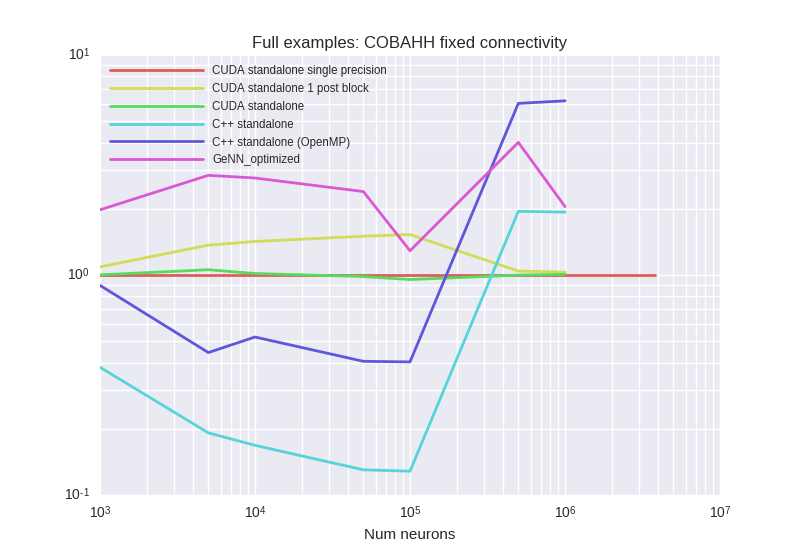 Full examples: COBAHH fixed connectivity
10¹
CUDA standalone single precision
CUDA standalone 1 post block
CUDA standalone
C++ standalone
C++ standalone (OpenMP)
GeNN_optimized
10⁰
10⁻¹
10³ 10⁴ 10⁵ 10⁶ 10⁷
Num neurons